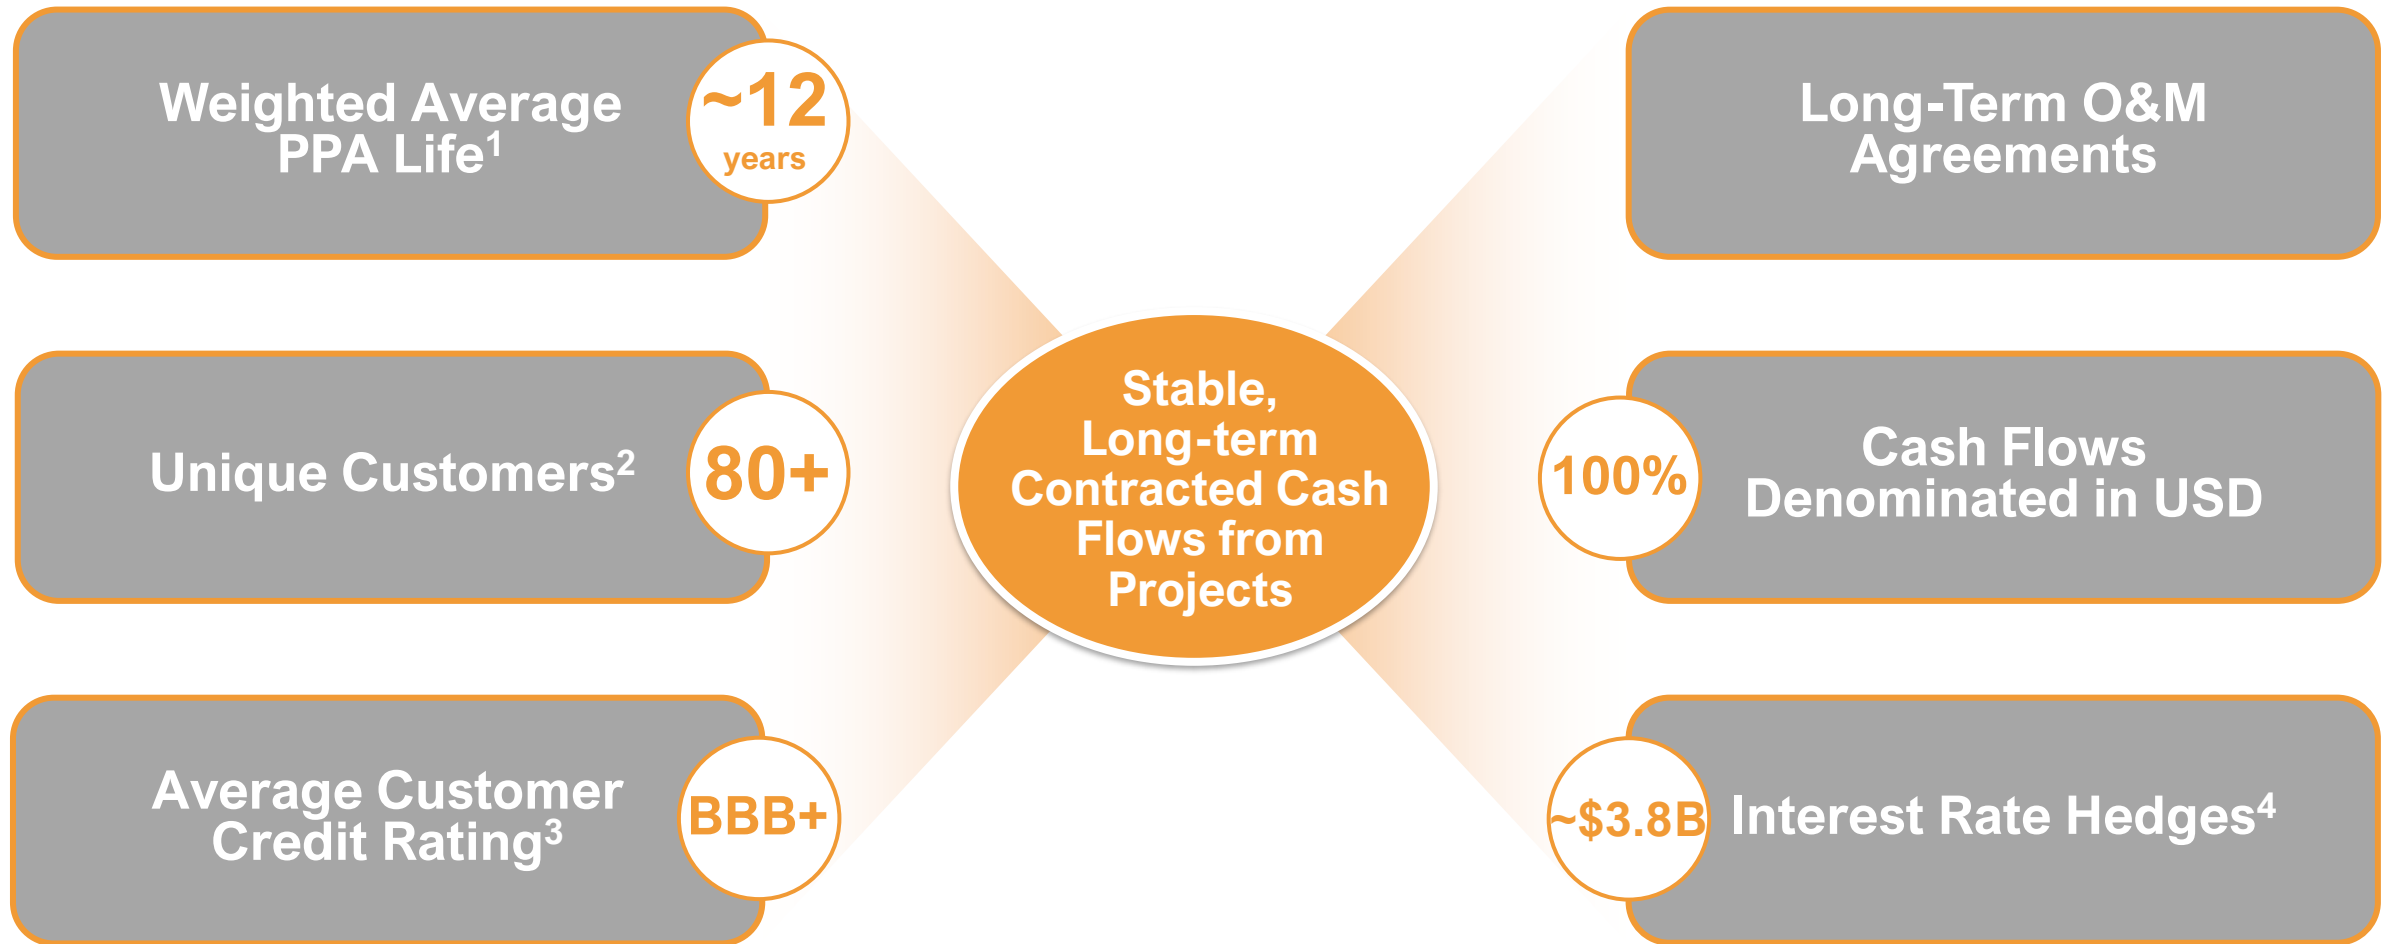 Weighted Average
PPA Life1
~12
years
Unique Customers2
80+
Average Customer
Credit Rating3
BBB+
Stable,
Long-term
Contracted Cash
Flows from
Projects
Long-Term O&M
Agreements
100%
Cash Flows
Denominated in USD
~$3.8B
Interest Rate Hedges4